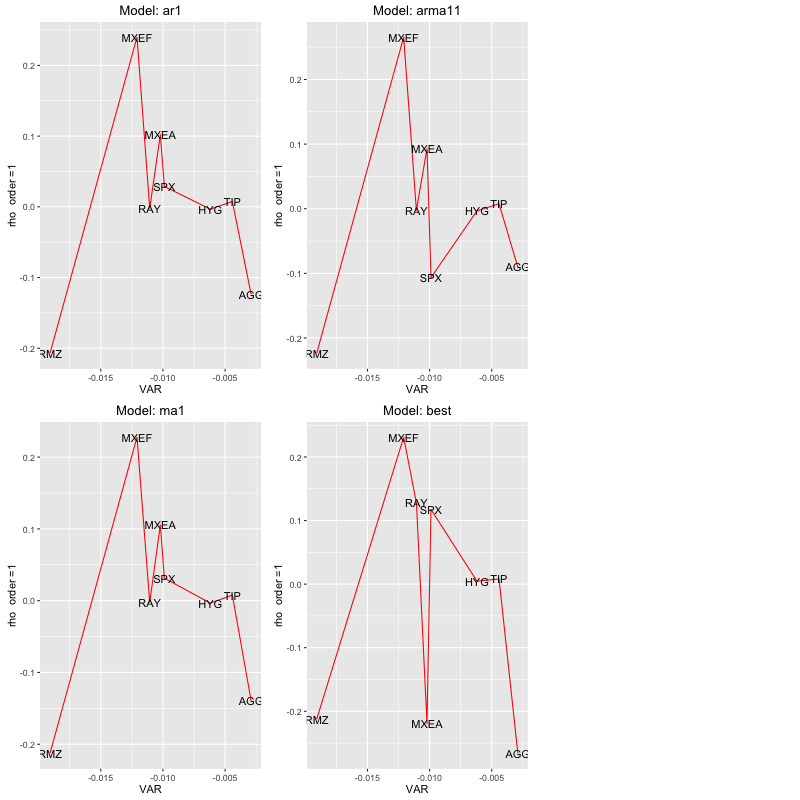 Model: ar1
MXEF
MXEA
SPX
RAY
HYG
TIP
AGG
RMZ
0.2
0.1
0.0
-0.1
-0.2
rho order =1
-0.015
-0.010
-0.005
VAR
Model: arma11
MXEF
MXEA
RAY
HYG
TIP
AGG
SPX
RMZ
0.2
0.1
0.0
-0.1
-0.2
rho order =1
-0.015
-0.010
-0.005
VAR
Model: ma1
MXEF
MXEA
SPX
RAY
HYG
TIP
AGG
RMZ
0.2
0.1
0.0
-0.1
-0.2
rho order =1
-0.015
-0.010
-0.005
VAR
Model: best
MXEF
RAY
SPX
HYG
TIP
RMZ
MXEA
AGG
0.2
0.1
0.0
-0.1
-0.2
rho order =1
-0.015
-0.010
-0.005
VAR